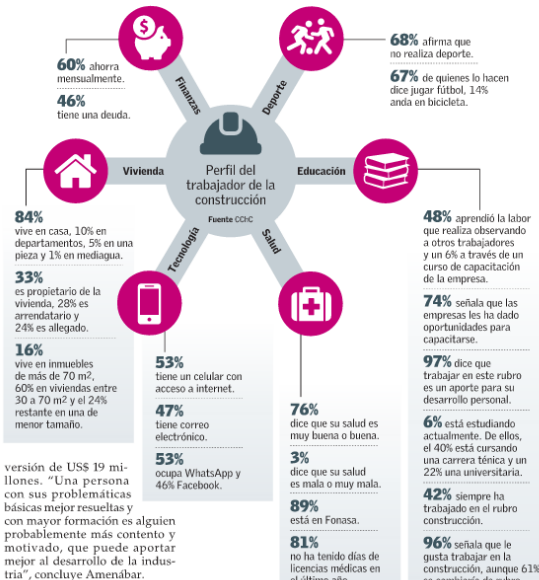 60% ahorra
mensualmente.
46%
tiene una deuda.
Finanzas
Deporte
68% afirma que
no realiza deporte.
67% de quienes lo hacen
dice jugar fútbol, 14%
anda en bicicleta.
Vivienda
Perfil del
trabajador de la
construcción
Fuente CChC
Educación
Tecnología
Salud
84%
vive en casa, 10% en
departamentos, 5% en una
pieza y 1% en mediagua.
33%
es propietario de la
vivienda, 28% es
arrendatario y
24% es allegado.
16%
vive en inmuebles
de más de 70 m2,
60% en viviendas entre
30 a 70 m2 y el 24%
restante en una de
menor tamaño.
53%
tiene un celular con
acceso a internet.
47%
tiene correo
electrónico.
53%
ocupa WhatsApp y
46% Facebook.
76%
dice que su salud es
muy buena o buena.
3%
dice que su salud
es mala o muy mala.
89%
está en Fonasa.
81%
no ha tenido días de
licencias médicas en
el último año
48% aprendió la labor
que realiza observando
a otros trabajadores
y un 6% a través de un
curso de capacitación
de la empresa.
74% señala que las
empresas les ha dado
oportunidades para
capacitarse.
97% dice que
trabajar en este rubro
es un aporte para su
desarrollo personal.
6% está estudiando
actualmente. De ellos,
el 40% está cursando
una carrera ténica y un
22% una universitaria.
42% siempre ha
trabajado en el rubro
construcción.
96% señala que le
gusta trabajar en la
construcción, aunque 61%
versión de US$ 19 mi-
llones. “Una persona
con sus problemáticas
básicas mejor resueltas y
con mayor formación es alguien
probablemente más contento y
motivado, que puede aportar
mejor al desarrollo de la indus-
tria”, concluye Amenábar.